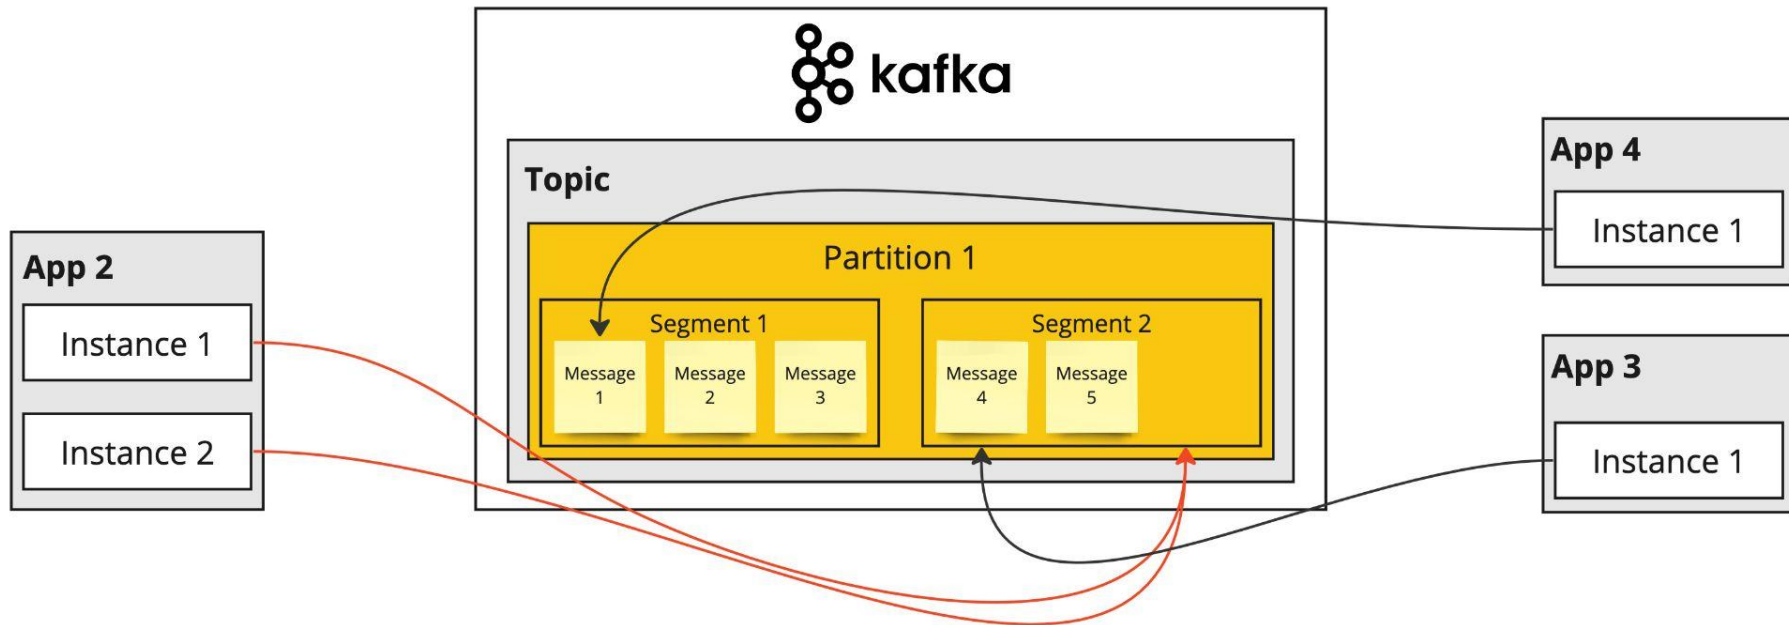 kafka
Topic
Partition 1
Segment 1
Message
1
Message
2
Message
3
Segment 2
Message
4
Message
5
App 2
Instance 1
Instance 2
App 4
Instance 1
App 3
Instance 1